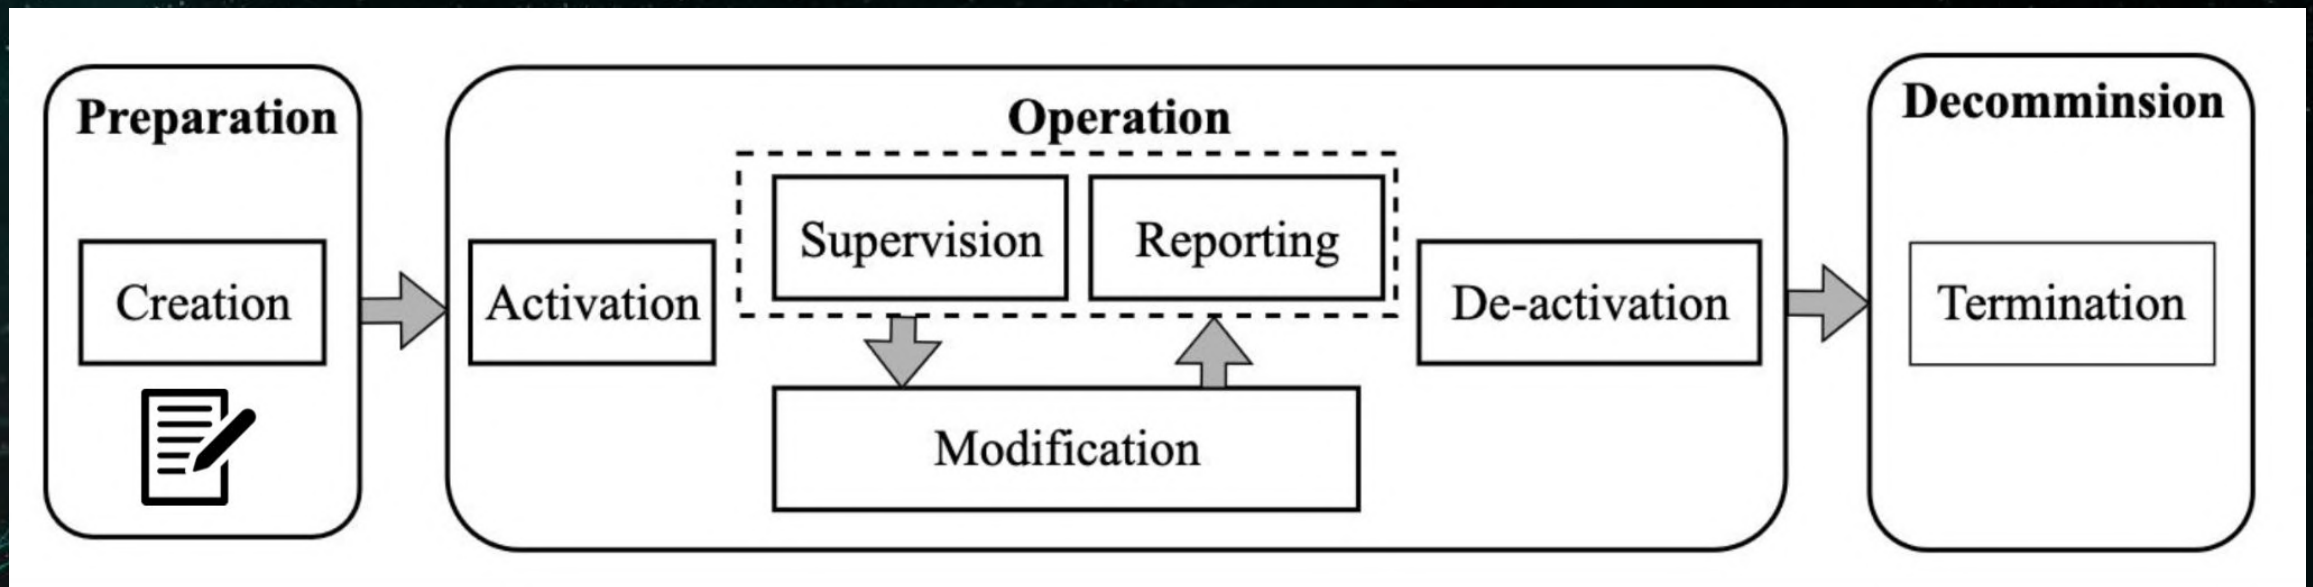 Preparation
Creation
Operation
Activation
Supervision
Reporting
Modification
De-activation
Decomminsion
Termination